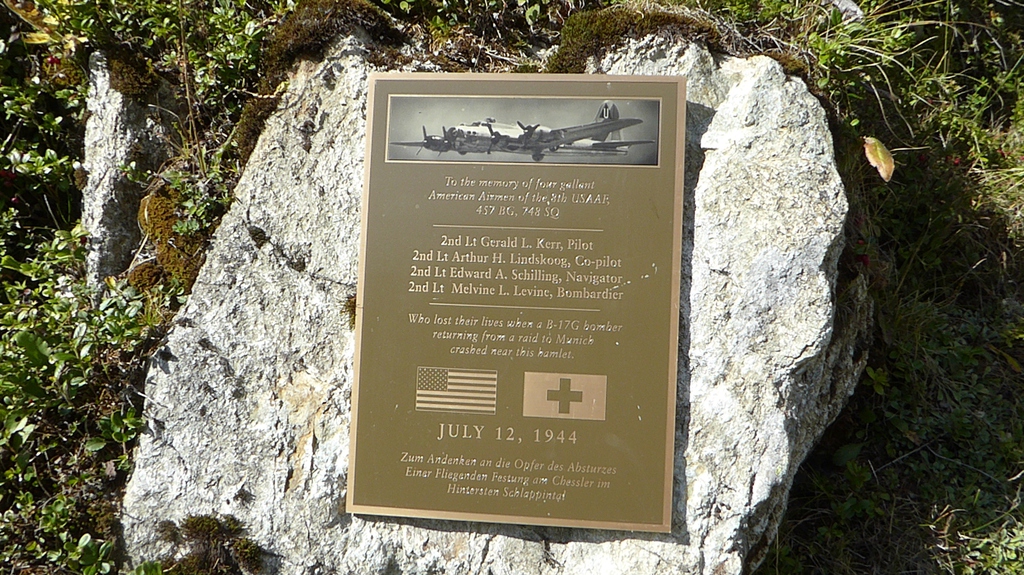 To the memory of four gallant
American Airmen of the 8th USAAF,
457 BG, 748 SQ
2nd Lt Gerald L. Kerr, Pilot
2nd Lt Arthur H. Lindskoog, Co-pilot
2nd Lt Edward A. Schilling, Navigator
2nd Lt Melvine L. Levine, Bombardier
Who lost their lives when a B-17G bomber
returning from a raid to Munich
crashed near this hamlet.
JULY 12, 1944
Zum Andenken an die Opfer des Absturzes
Einar Fliegenden Festung am Chessler im
Hintersten Schlappintal